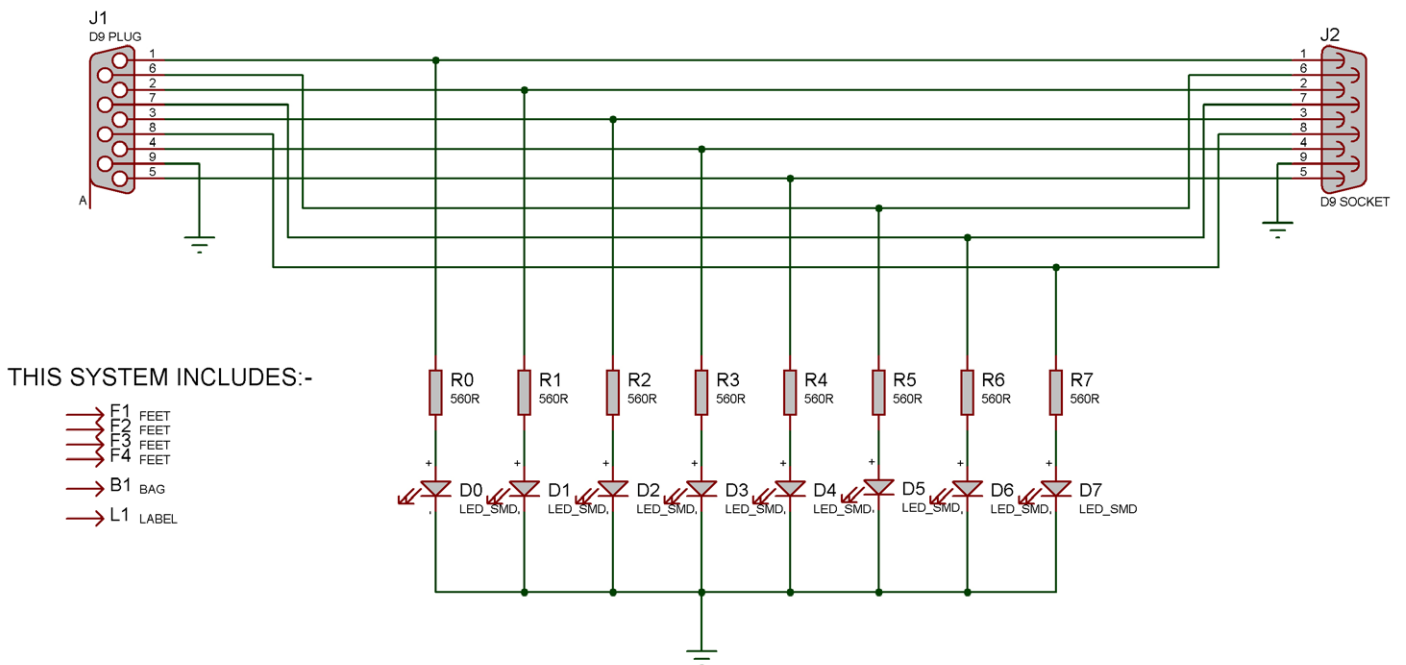 J1
D9 PLUG
1
6
2
7
3
8
4
9
5
A
J2
1
6
2
7
3
8
4
9
5
D9 SOCKET
THIS SYSTEM INCLUDES:-
F1 FEET
F2 FEET
F3 FEET
F4 FEET
B1 BAG
L1 LABEL
R0 R1 R2 R3 R4 R5 R6 R7
560R 560R 560R 560R 560R 560R 560R 560R
+ + + + + + + +
D0 D1 D2 D3 D4 D5 D6 D7
LED_SMD, LED_SMD, LED_SMD, LED_SMD, LED_SMD, LED_SMD, LED_SMD, LED_SMD